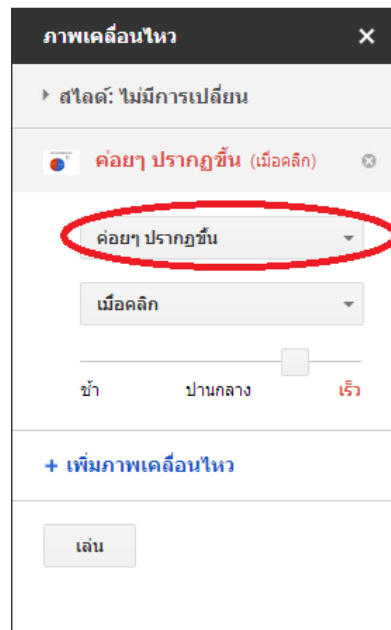 ภาพเคลื่อนไหว
สไลด์: ไม่มีการเปลี่ยน
ค่อยๆ ปรากฏขึ้น (เมื่อคลิก)
ค่อยๆ ปรากฏขึ้น
เมื่อคลิก
ช้า ปานกลาง เร็ว
+ เพิ่มภาพเคลื่อนไหว
เล่น